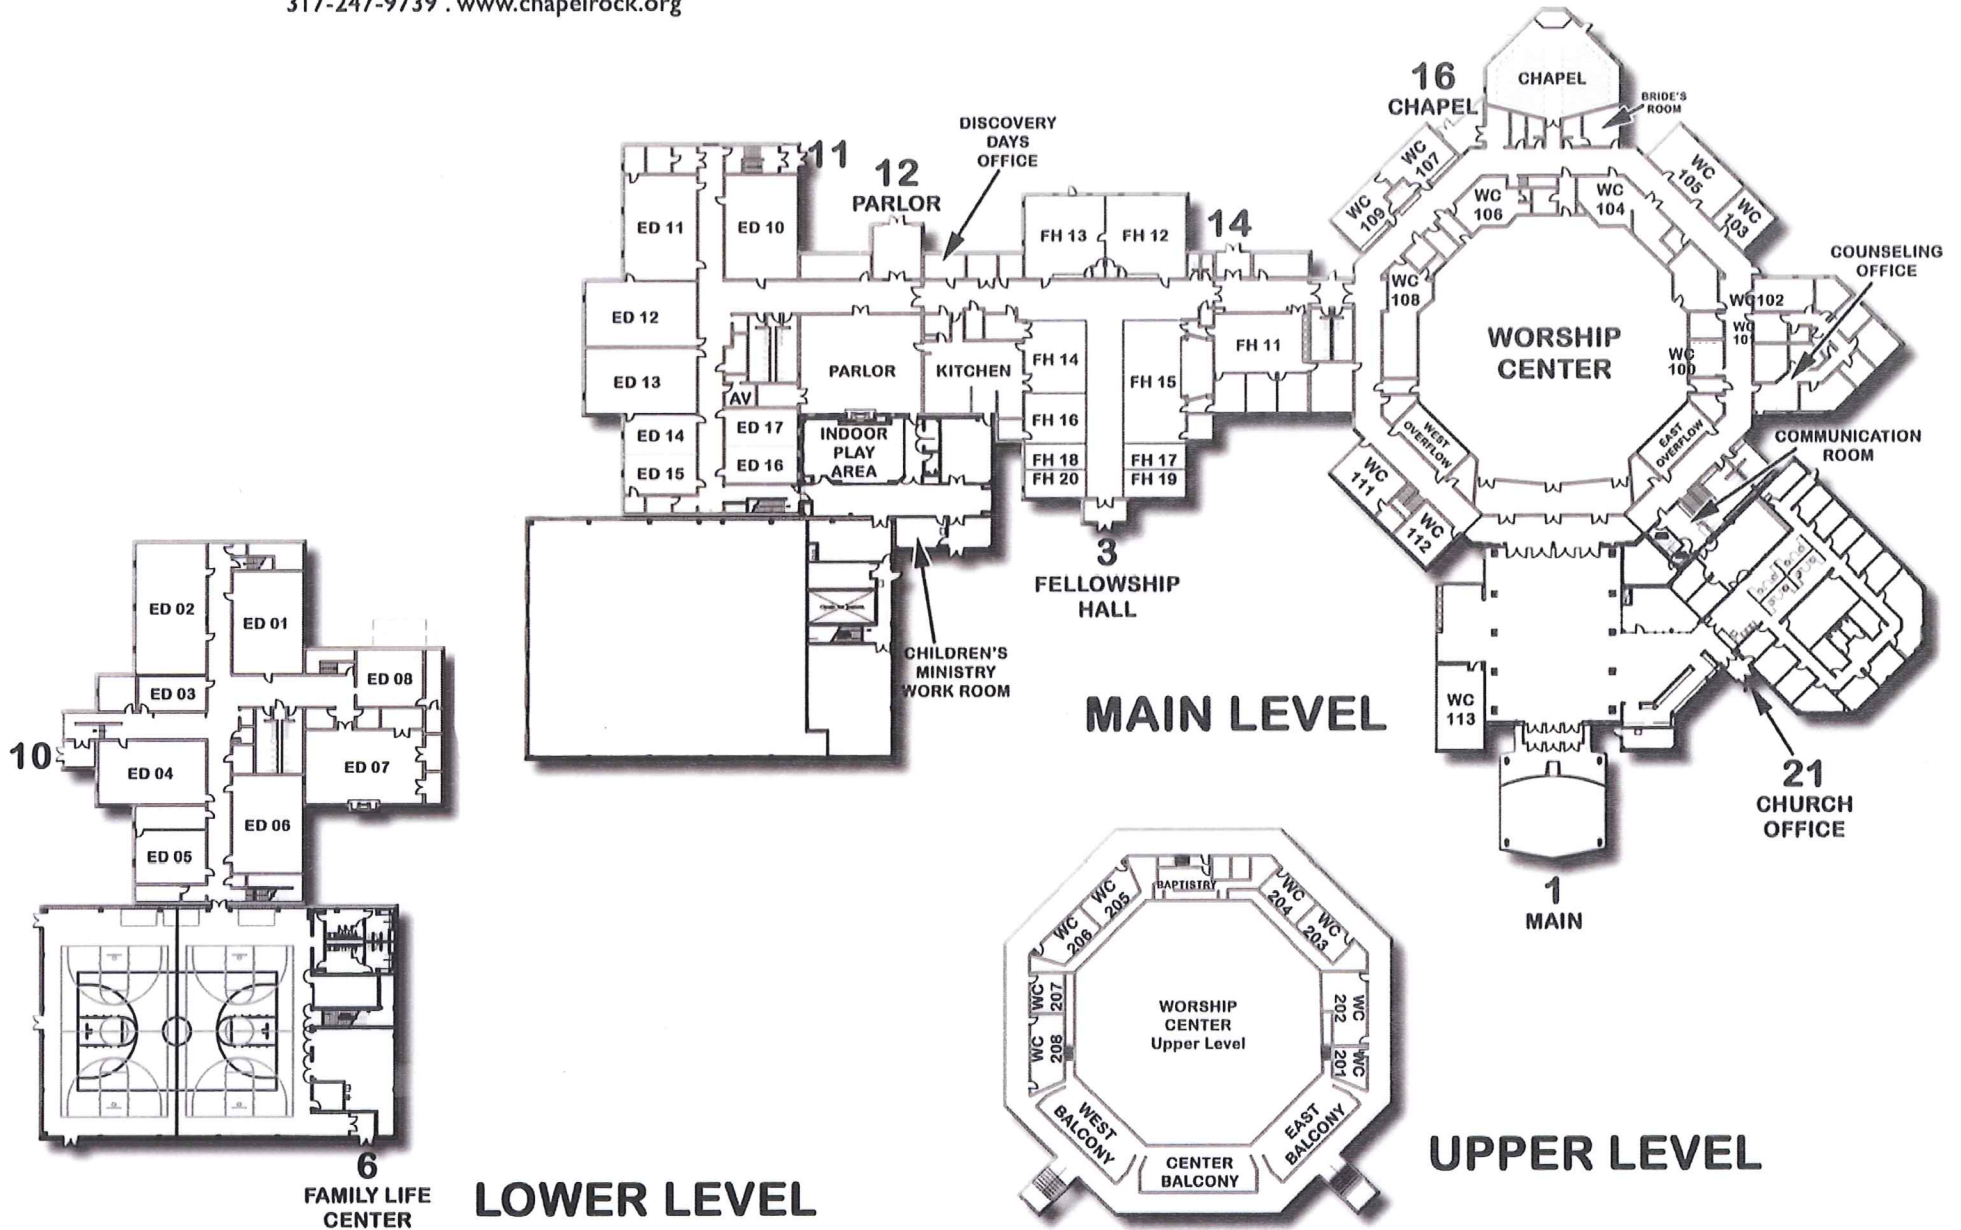 317-247-9739 . www.chapelrock.org
16
CHAPEL
CHAPEL
BRIDE'S
ROOM
DISCOVERY
DAYS
OFFICE
11
12
PARLOR
14
WC
107
WC
109
WC
106
WC
104
WC
105
WC
103
ED 11
ED 10
FH 13
FH 12
COUNSELING
OFFICE
WC
108
WC102
WC
101
WC
100
ED 12
ED 13
PARLOR
KITCHEN
FH 14
FH 15
FH 11
WORSHIP
CENTER
AV
ED 14
ED 15
ED 17
ED 16
INDOOR
PLAY
AREA
FH 16
FH 18
FH 20
FH 17
FH 19
WEST
OVERFLOW
EAST
OVERFLOW
COMMUNICATION
ROOM
WC
111
WC
112
3
FELLOWSHIP
HALL
CHILDREN'S
MINISTRY
WORK ROOM
MAIN LEVEL
WC
113
21
CHURCH
OFFICE
1
MAIN
ED 02
ED 01
ED 03
ED 08
10
ED 04
ED 07
ED 06
ED 05
6
FAMILY LIFE
CENTER
LOWER LEVEL
BAPTISTRY
WC
205
WC
206
WC
204
WC
203
WC
207
WC
208
WC
202
WC
201
WORSHIP
CENTER
Upper Level
WEST
BALCONY
CENTER
BALCONY
EAST
BALCONY
UPPER LEVEL